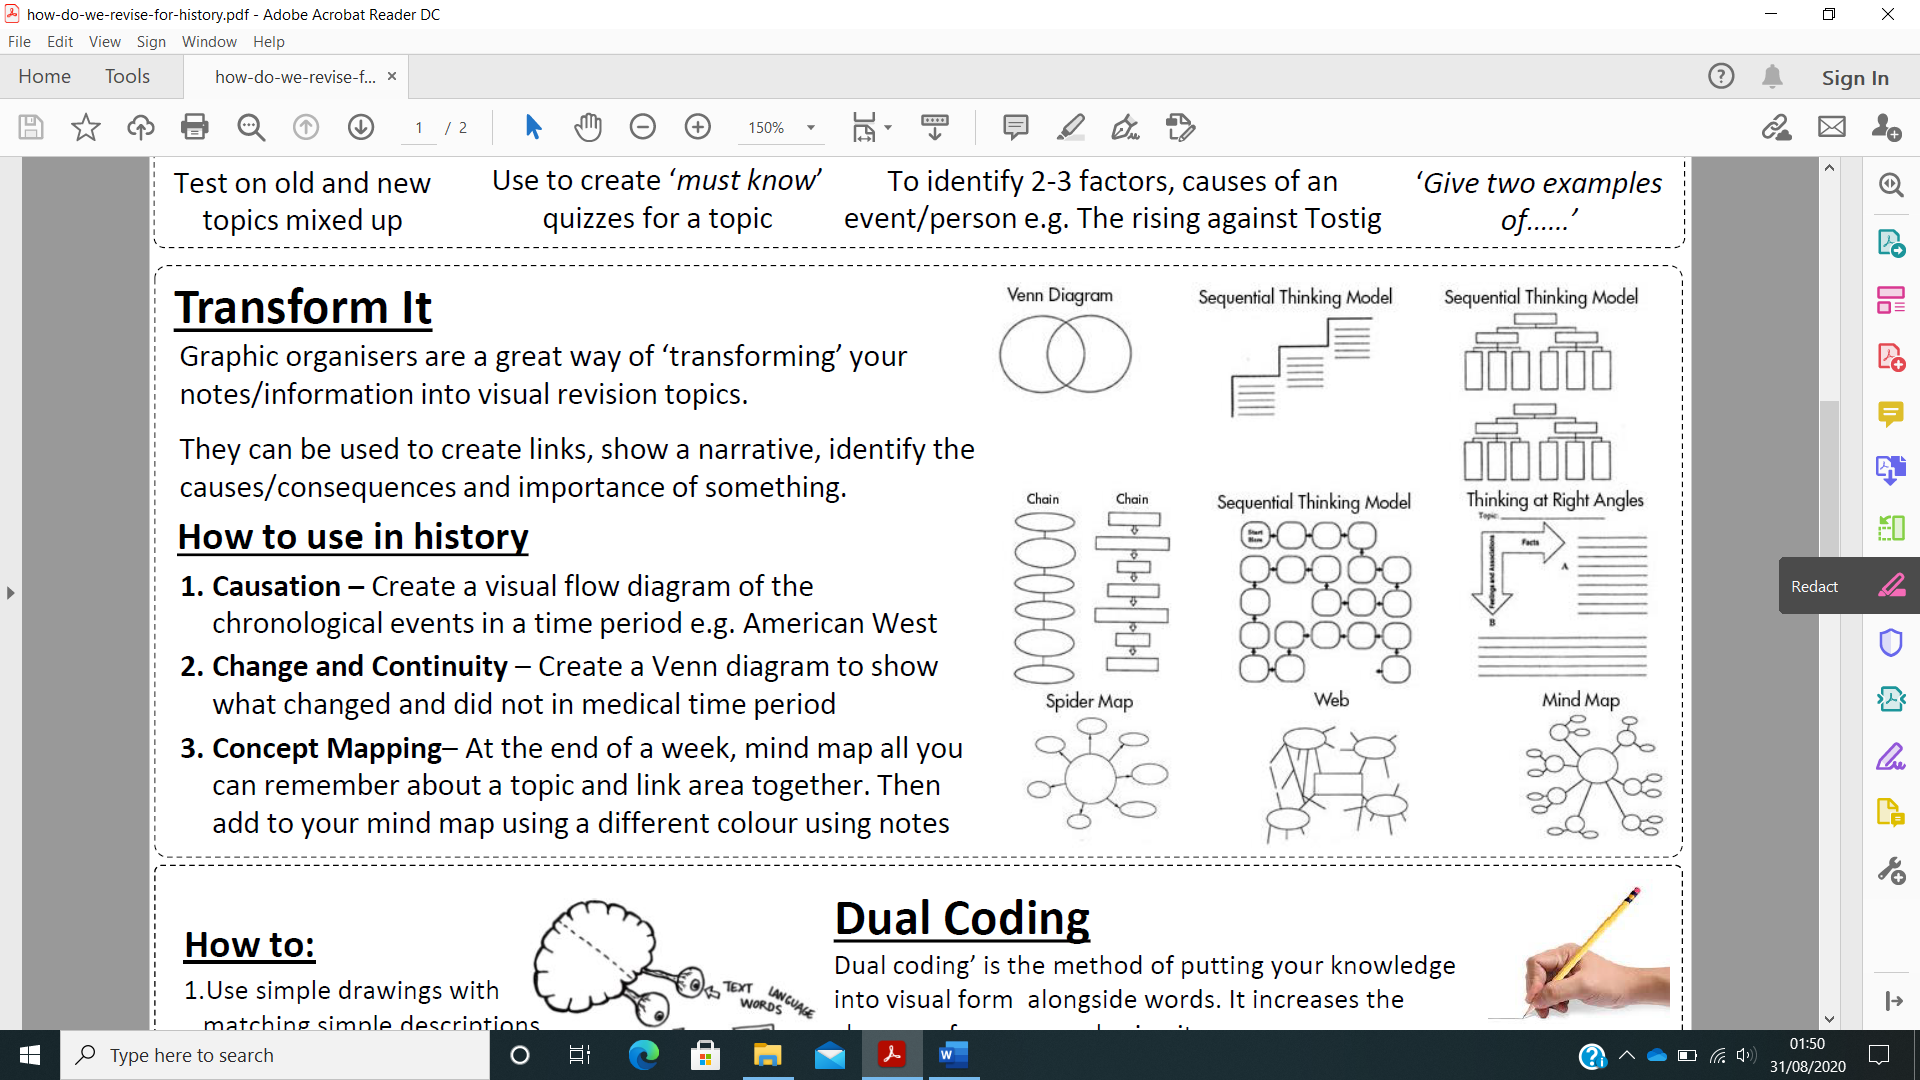 how-do-we-revise-for-history.pdf - Adobe Acrobat Reader DC
File Edit View Sign Window Help
Home Tools how-do-we-revise-f... × Sign In
1 / 2 150%
Test on old and new
topics mixed up
Use to create ‘must know’
quizzes for a topic
To identify 2-3 factors, causes of an
event/person e.g. The rising against Tostig
‘Give two examples
of......’
Transform It
Graphic organisers are a great way of ‘transforming’ your
notes/information into visual revision topics.
They can be used to create links, show a narrative, identify the
causes/consequences and importance of something.
How to use in history
1. Causation – Create a visual flow diagram of the
chronological events in a time period e.g. American West
2. Change and Continuity – Create a Venn diagram to show
what changed and did not in medical time period
3. Concept Mapping– At the end of a week, mind map all you
can remember about a topic and link area together. Then
add to your mind map using a different colour using notes
Venn Diagram
Sequential Thinking Model
Sequential Thinking Model
Chain
Chain
Sequential Thinking Model
Start
Here
Thinking at Right Angles
Topic:
Facts
A
Feelings and Associations
B
Spider Map
Web
Mind Map
Redact
How to:
1.Use simple drawings with
matching simple descriptions
TEXT
WORDS
LANGUAGE
Dual Coding
Dual coding’ is the method of putting your knowledge
into visual form alongside words. It increases the
Type here to search
01:50
31/08/2020